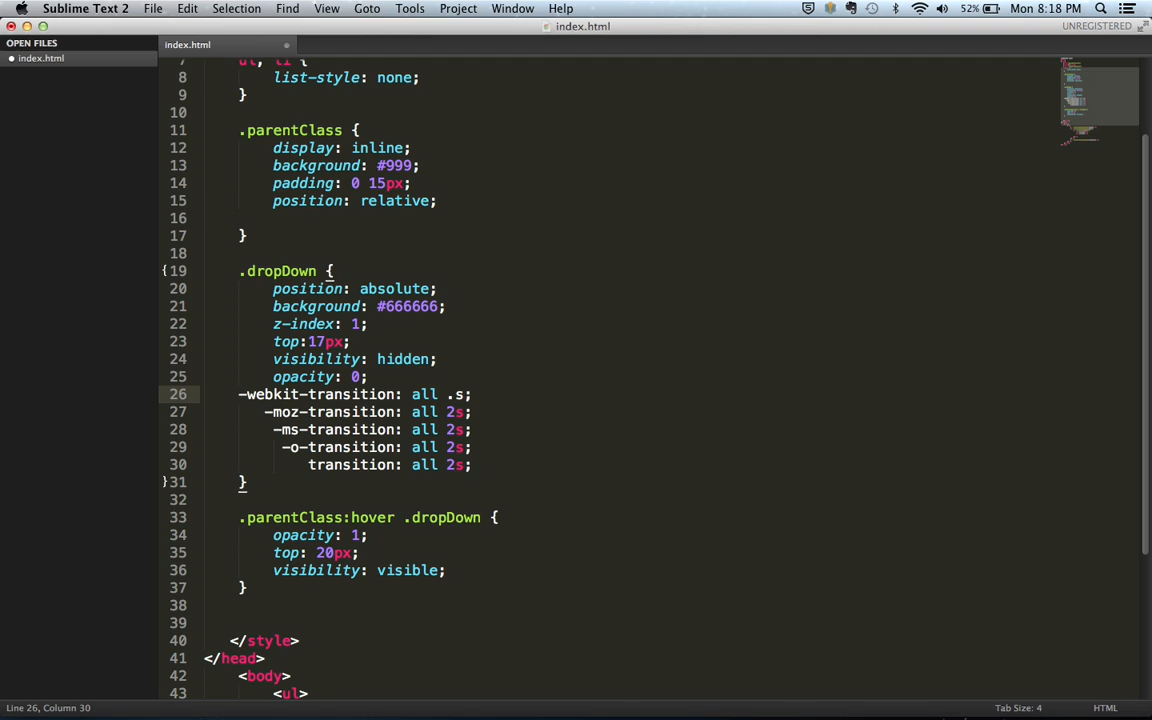 Sublime Text 2 File Edit Selection Find View Goto Tools Project Window Help 52% Mon 8:18 PM
index.html UNREGISTERED
OPEN FILES
index.html
index.html
7 ul, li {
8 list-style: none;
9 }
10
11 .parentClass {
12 display: inline;
13 background: #999;
14 padding: 0 15px;
15 position: relative;
16
17 }
18
19 .dropDown {
20 position: absolute;
21 background: #666666;
22 z-index: 1;
23 top:17px;
24 visibility: hidden;
25 opacity: 0;
26 -webkit-transition: all .s;
27 -moz-transition: all 2s;
28 -ms-transition: all 2s;
29 -o-transition: all 2s;
30 transition: all 2s;
31 }
32
33 .parentClass:hover .dropDown {
34 opacity: 1;
35 top: 20px;
36 visibility: visible;
37 }
38
39
40 </style>
41 </head>
42 <body>
43 <ul>
Line 26, Column 30 Tab Size: 4 HTML